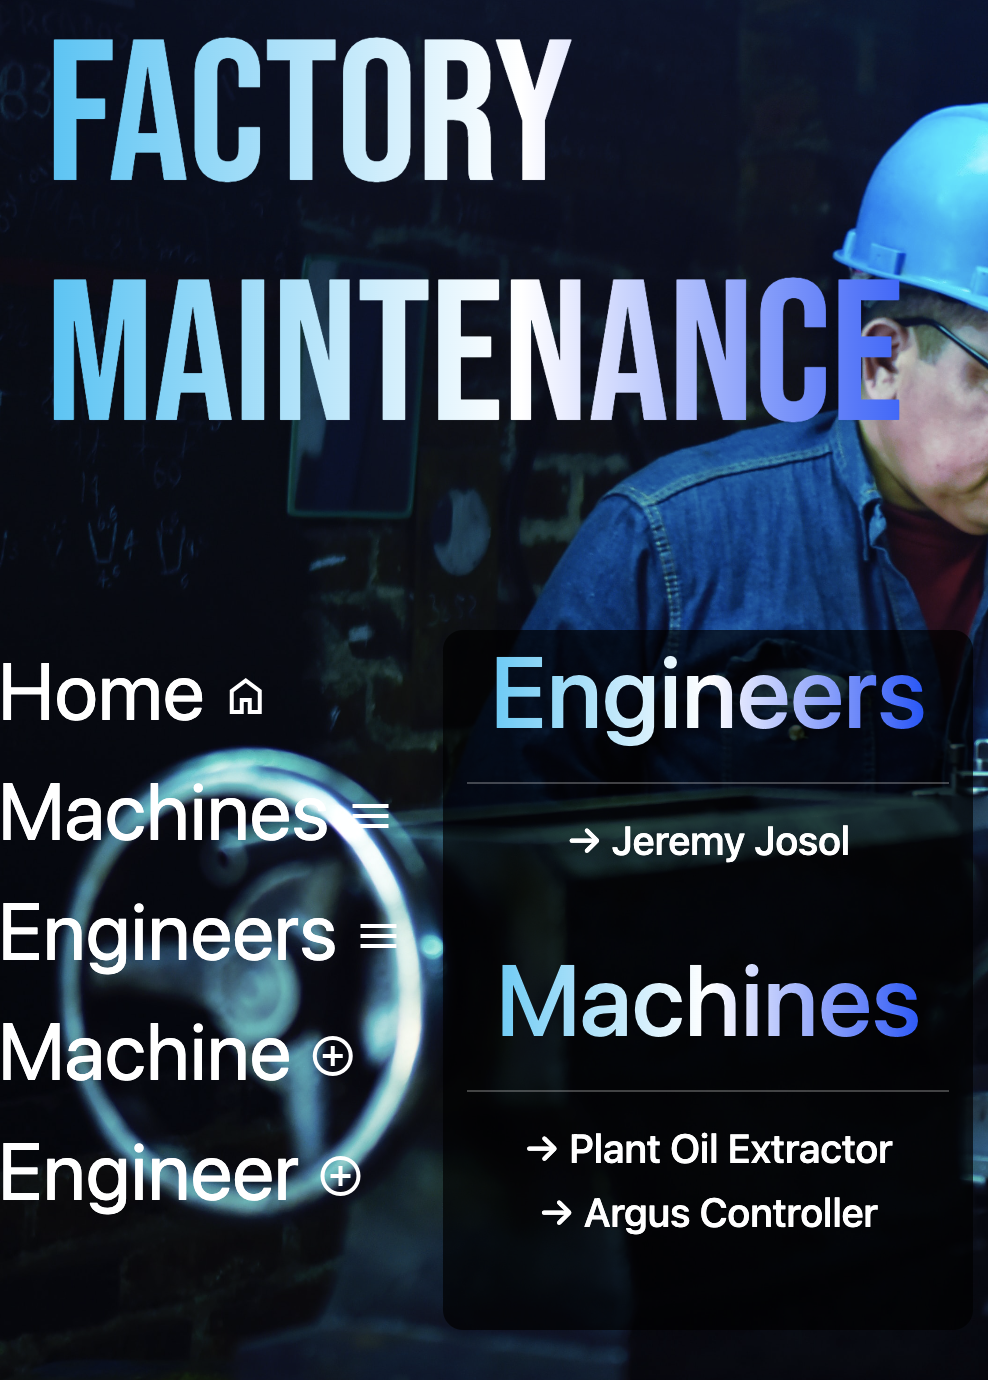 FACTORY
MAINTENANCE
Home
Machines
Engineers
Machine
Engineer
Engineers
→ Jeremy Josol
Machines
→ Plant Oil Extractor
→ Argus Controller